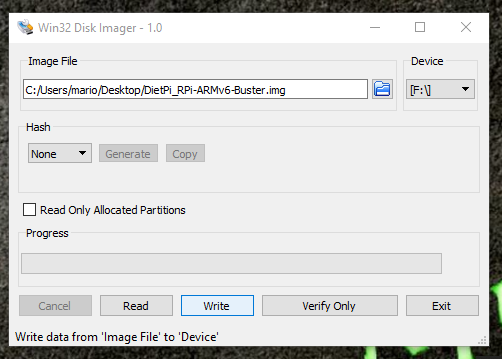 Win32 Disk Imager - 1.0
Image File
Device
C:/Users/mario/Desktop/DietPi_RPi-ARMv6-Buster.img
[F:\]
Hash
None
Generate
Copy
Read Only Allocated Partitions
Progress
Cancel
Read
Write
Verify Only
Exit
Write data from 'Image File' to 'Device'